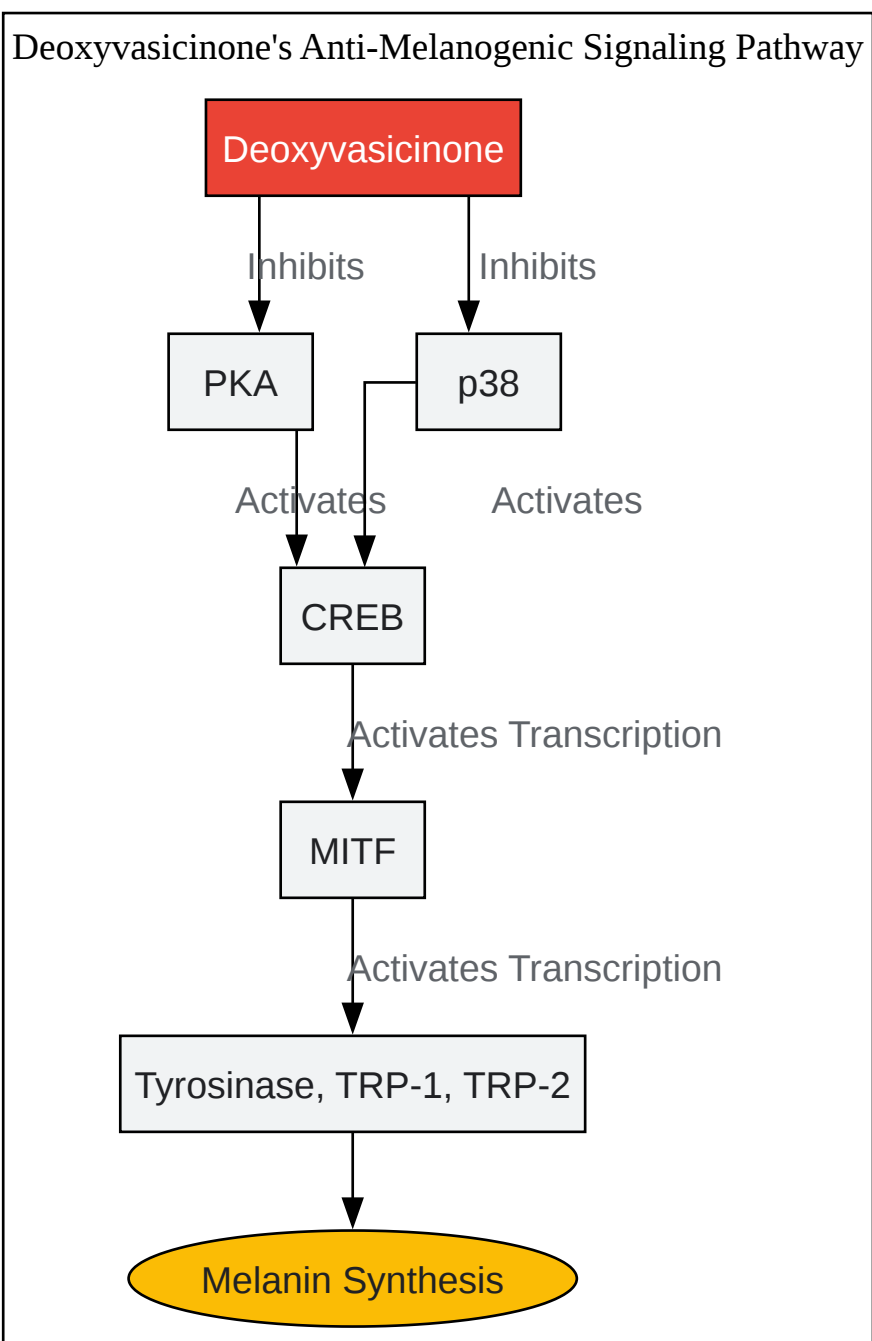 Deoxyvasicinone's Anti-Melanogenic Signaling Pathway
Deoxyvasicinone
Inhibits
Inhibits
PKA
p38
Activates
Activates
CREB
Activates Transcription
MITF
Activates Transcription
Tyrosinase, TRP-1, TRP-2
Melanin Synthesis